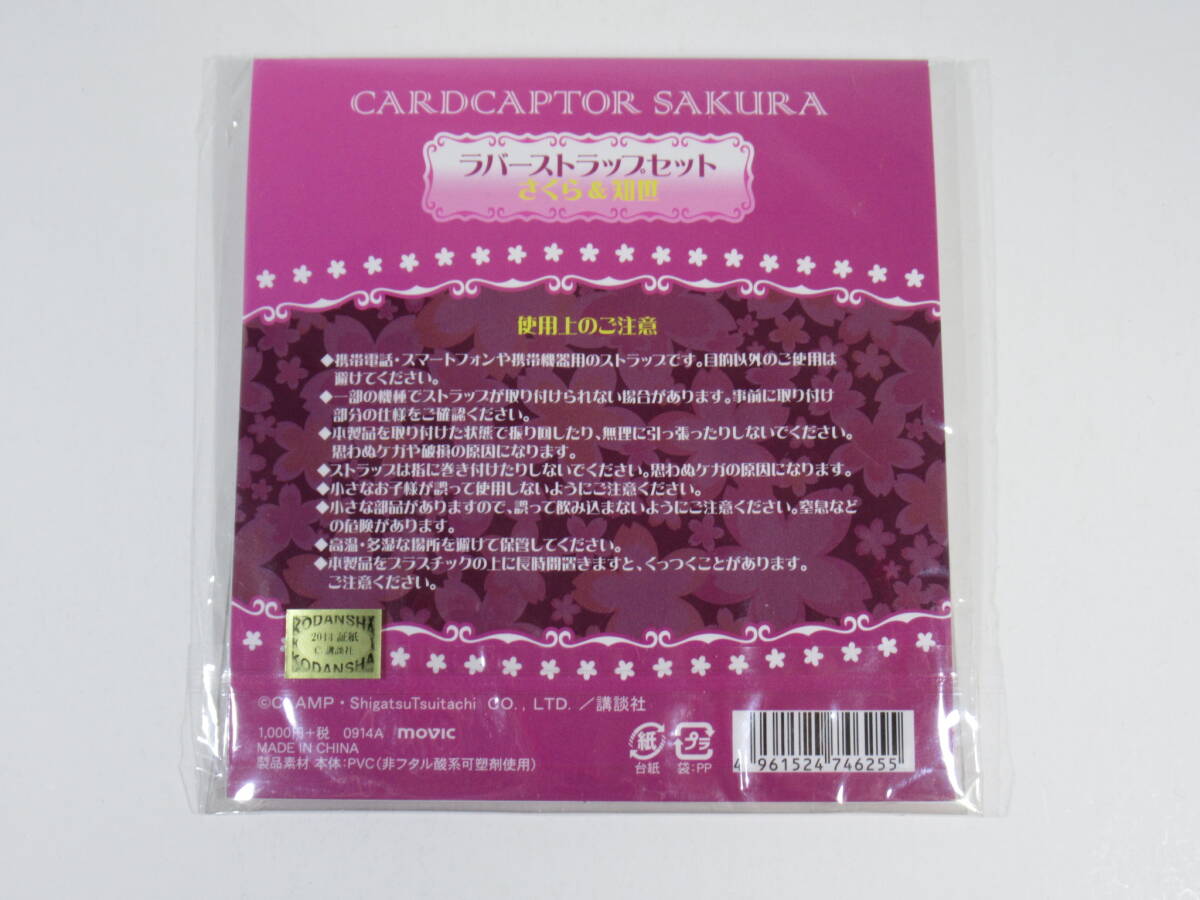 CARDCAPTOR SAKURA
ラバーストラップセット
さくら&知世
使用上のご注意
◆携帯電話・スマートフォンや携帯機器用のストラップです。目的以外のご使用は
避けてください。
◆一部の機種でストラップが取り付けられない場合があります。事前に取り付け
部分の仕様をご確認ください。
◆本製品を取り付けた状態で振り回したり、無理に引っ張ったりしないでください。
思わぬケガや破損の原因になります。
◆ストラップは指に巻き付けたりしないでください。思わぬケガの原因になります。
◆小さなお子様が誤って使用しないようにご注意ください。
◆小さな部品がありますので、誤って飲み込まないようにご注意ください。窒息など
の危険があります。
◆高温・多湿な場所を避けて保管してください。
◆本製品をプラスチックの上に長時間置きますと、くっつくことがあります。
ご注意ください。
KODANSHA
2014 証紙
©講談社
KODANSHA
©CLAMP・ShigatsuTsuitachi CO., LTD. /講談社
1,000円+税 0914A movic
MADE IN CHINA
製品素材 本体:PVC(非フタル酸系可塑剤使用)
紙
台紙
プラ
袋:PP
4 961524 746255